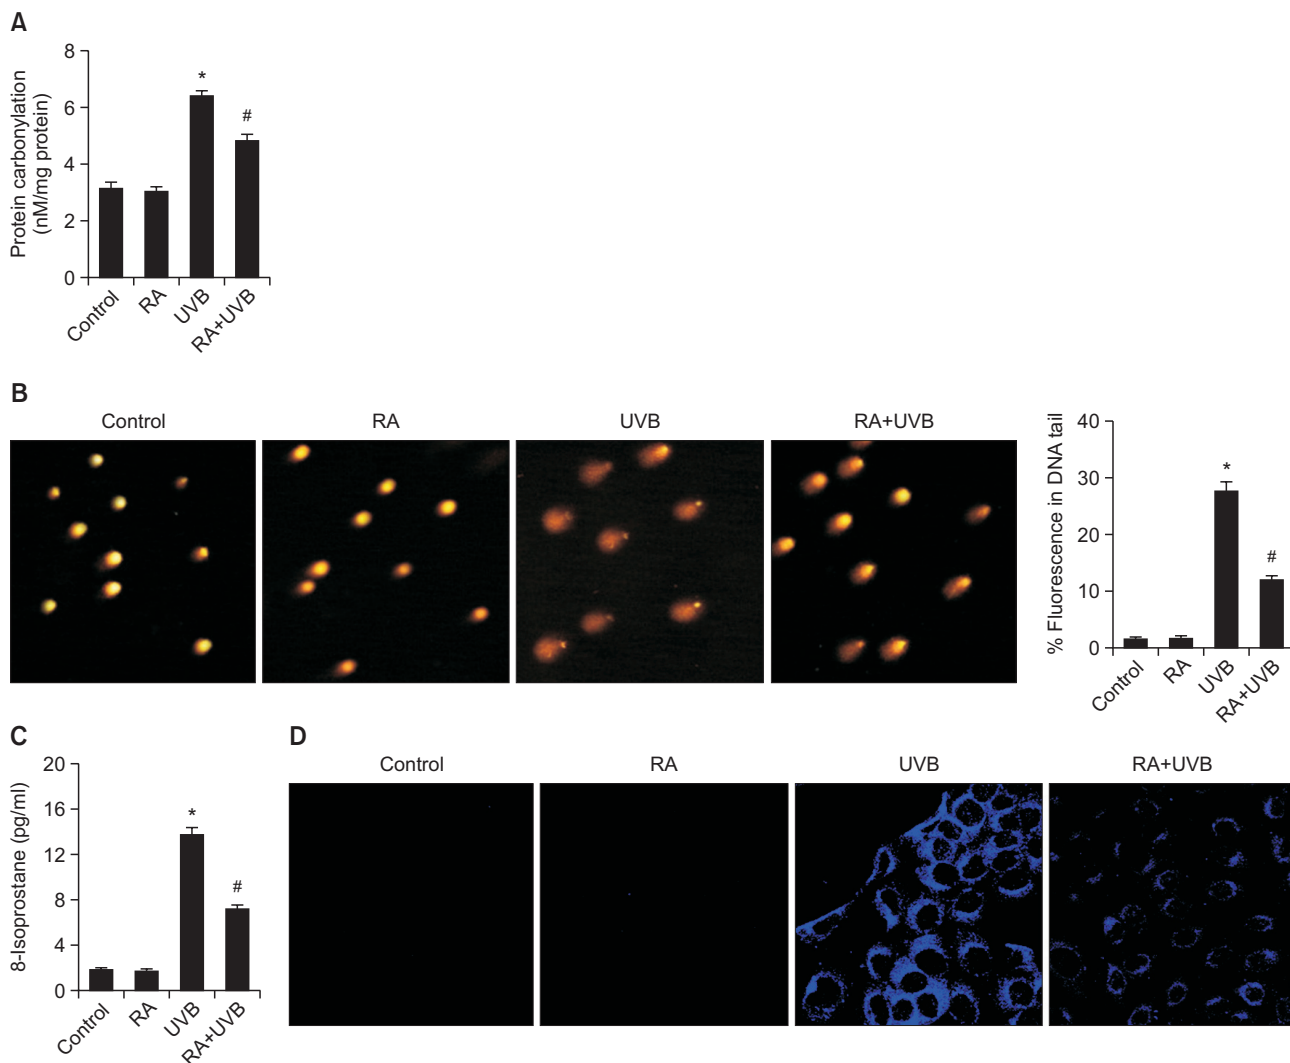 A
Protein carbonylation
(nM/mg protein)
8
6
4
2
0
*
#
Control
RA
UVB
RA+UVB
B
Control
RA
UVB
RA+UVB
% Fluorescence in DNA tail
40
30
20
10
0
*
#
Control
RA
UVB
RA+UVB
C
8-Isoprostane (pg/ml)
20
16
12
8
4
0
*
#
Control
RA
UVB
RA+UVB
D
Control
RA
UVB
RA+UVB